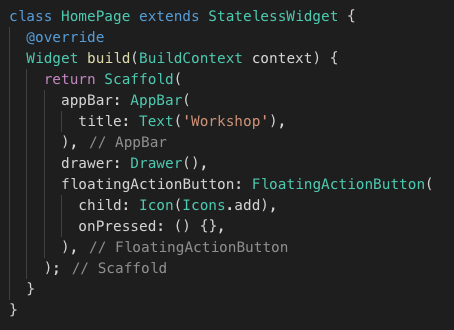 class HomePage extends StatelessWidget {
  @override
  Widget build(BuildContext context) {
    return Scaffold(
      appBar: AppBar(
        title: Text('Workshop'),
      ), // AppBar
      drawer: Drawer(),
      floatingActionButton: FloatingActionButton(
        child: Icon(Icons.add),
        onPressed: () {},
      ), // FloatingActionButton
    ); // Scaffold
  }
}